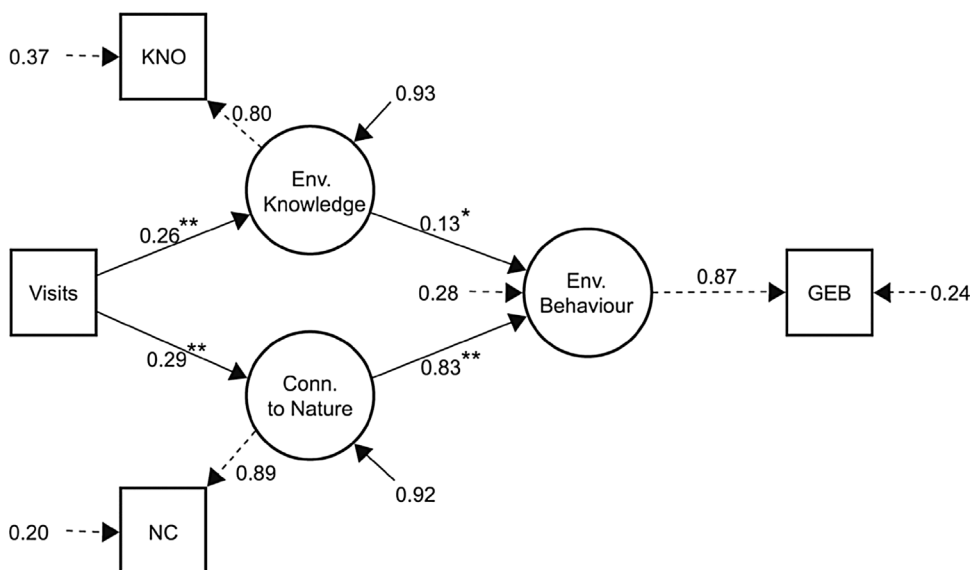 0.37
KNO
0.80
0.93
Env.
Knowledge
0.26**
0.13*
Visits
0.28
Env.
Behaviour
0.87
GEB
0.24
0.29**
0.83**
Conn.
to Nature
0.89
0.92
0.20
NC